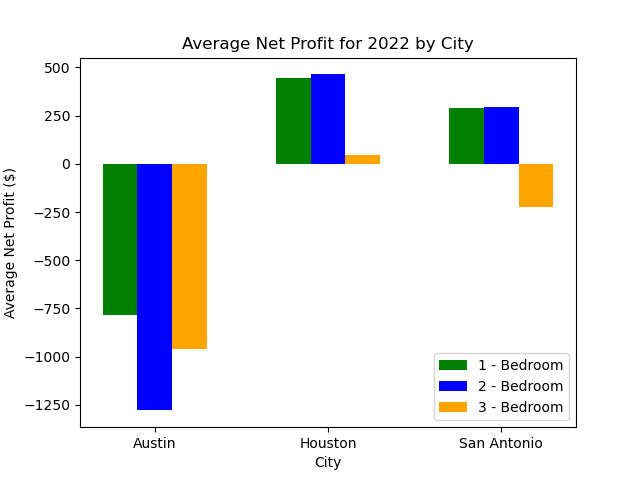 Average Net Profit for 2022 by City
Average Net Profit ($)
500
250
0
−250
−500
−750
−1000
−1250
1 - Bedroom
2 - Bedroom
3 - Bedroom
Austin
Houston
San Antonio
City